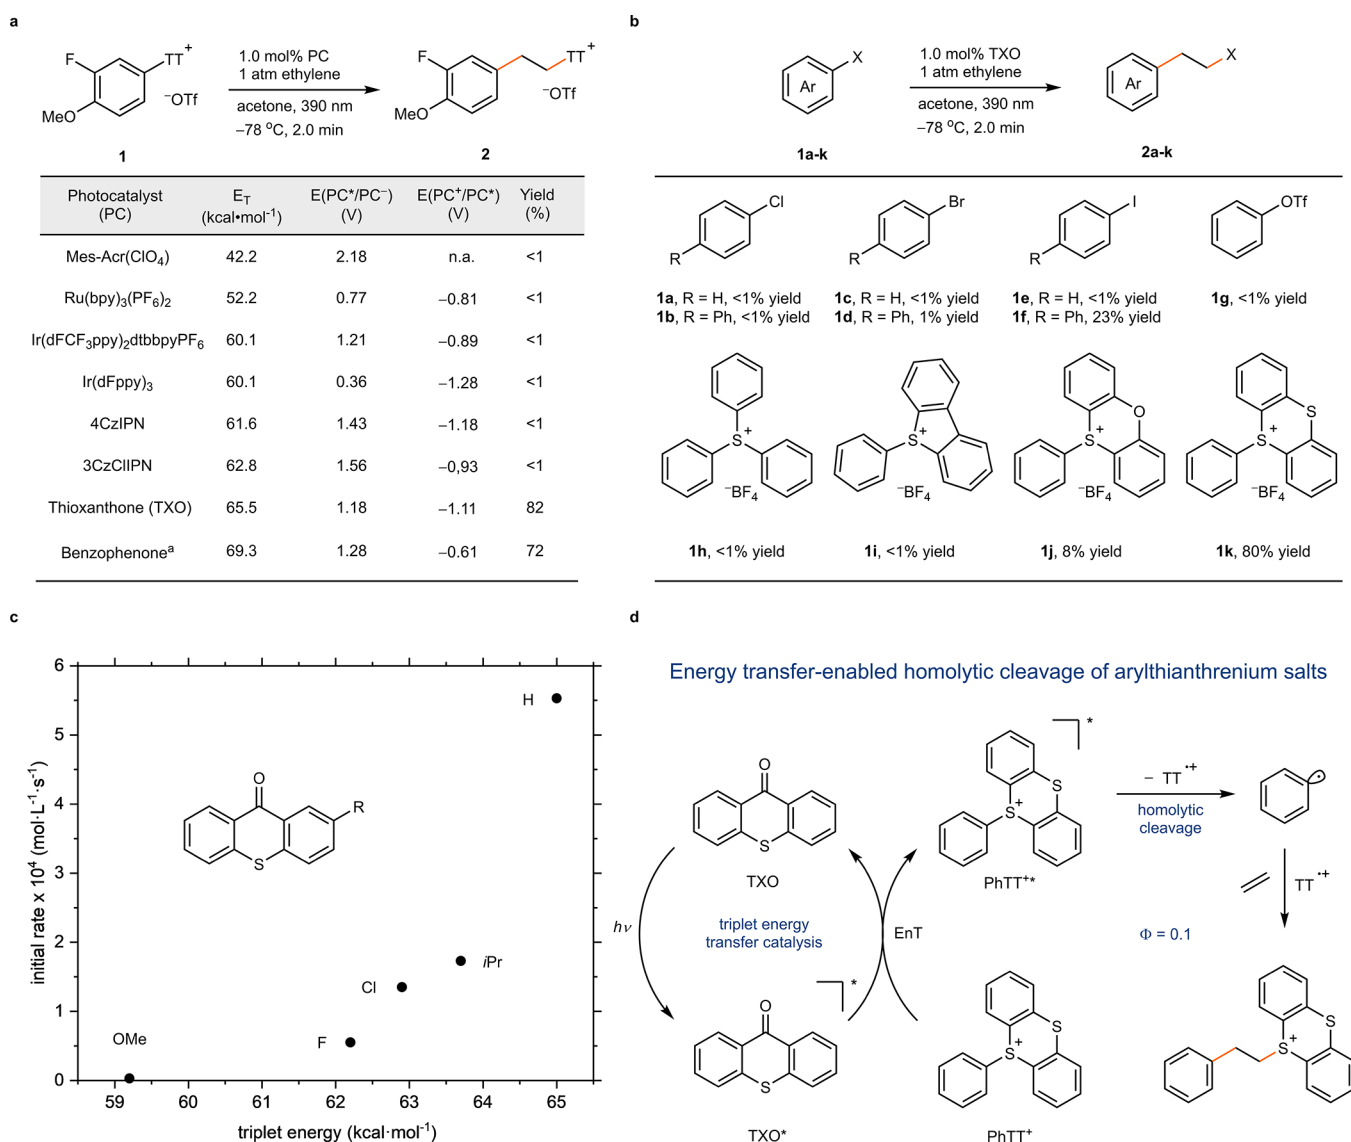 a
F
TT+
−OTf
MeO
1.0 mol% PC
1 atm ethylene
acetone, 390 nm
−78 oC, 2.0 min
F
TT+
−OTf
MeO
1
2
Photocatalyst (PC) ET (kcal•mol-1) E(PC*/PC−) (V) E(PC+/PC*) (V) Yield (%)
Mes-Acr(ClO4) 42.2 2.18 n.a. <1
Ru(bpy)3(PF6)2 52.2 0.77 −0.81 <1
Ir(dFCF3ppy)2dtbbpyPF6 60.1 1.21 −0.89 <1
Ir(dFppy)3 60.1 0.36 −1.28 <1
4CzIPN 61.6 1.43 −1.18 <1
3CzClIPN 62.8 1.56 −0,93 <1
Thioxanthone (TXO) 65.5 1.18 −1.11 82
Benzophenonea 69.3 1.28 −0.61 72
b
X
Ar
1.0 mol% TXO
1 atm ethylene
acetone, 390 nm
−78 oC, 2.0 min
Ar
X
1a-k
2a-k
Cl
R
Br
R
I
R
OTf
1a, R = H, <1% yield
1b, R = Ph, <1% yield
1c, R = H, <1% yield
1d, R = Ph, 1% yield
1e, R = H, <1% yield
1f, R = Ph, 23% yield
1g, <1% yield
S+
−BF4
S+
−BF4
O
S+
−BF4
S
S+
−BF4
1h, <1% yield
1i, <1% yield
1j, 8% yield
1k, 80% yield
c
initial rate x 104 (mol·L-1·s-1)
6
5
4
3
2
1
0
H
O
R
S
iPr
Cl
F
OMe
59 60 61 62 63 64 65
triplet energy (kcal·mol-1)
d
Energy transfer-enabled homolytic cleavage of arylthianthrenium salts
O
S
TXO
hν
triplet energy
transfer catalysis
EnT
*
O
S
TXO*
*
S
S+
PhTT+*
− TT•+
homolytic
cleavage
TT•+
Φ = 0.1
S
S+
PhTT+
S
S+